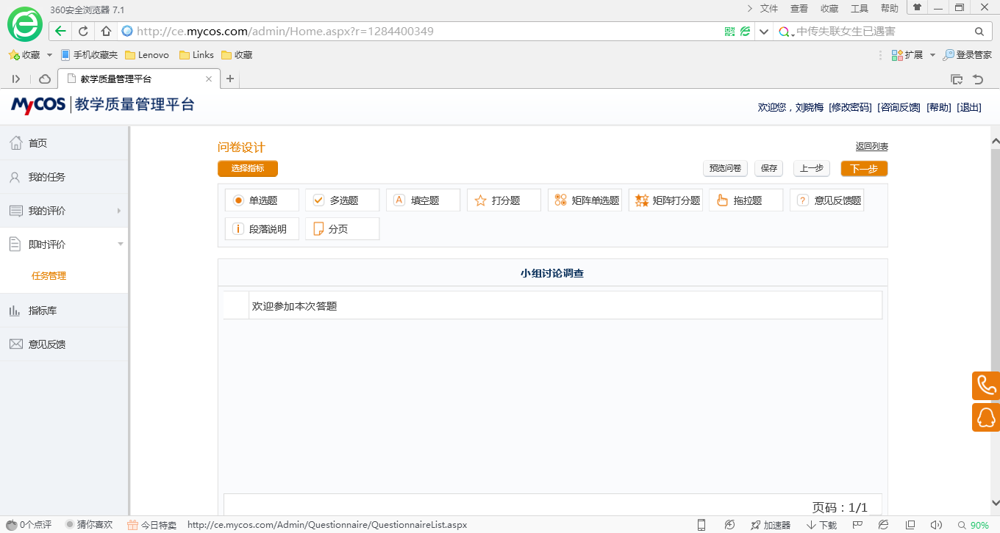 360安全浏览器 7.1
文件 查看 收藏 工具 帮助
http://ce.mycos.com/admin/Home.aspx?r=1284400349
中传失联女生已遇害
收藏 手机收藏夹 Lenovo Links 收藏
扩展 登录管家
教学质量管理平台
MyCOS 教学质量管理平台
欢迎您，刘晓梅 [修改密码] [咨询反馈] [帮助] [退出]
首页
我的任务
我的评价
即时评价
任务管理
指标库
意见反馈
问卷设计
返回列表
选择指标
预览问卷 保存 上一步 下一步
单选题 多选题 填空题 打分题 矩阵单选题 矩阵打分题 拖拉题 意见反馈题
段落说明 分页
小组讨论调查
欢迎参加本次答题
页码：1/1
0个点评 猜你喜欢 今日特卖 http://ce.mycos.com/Admin/Questionnaire/QuestionnaireList.aspx
加速器 下载 90%